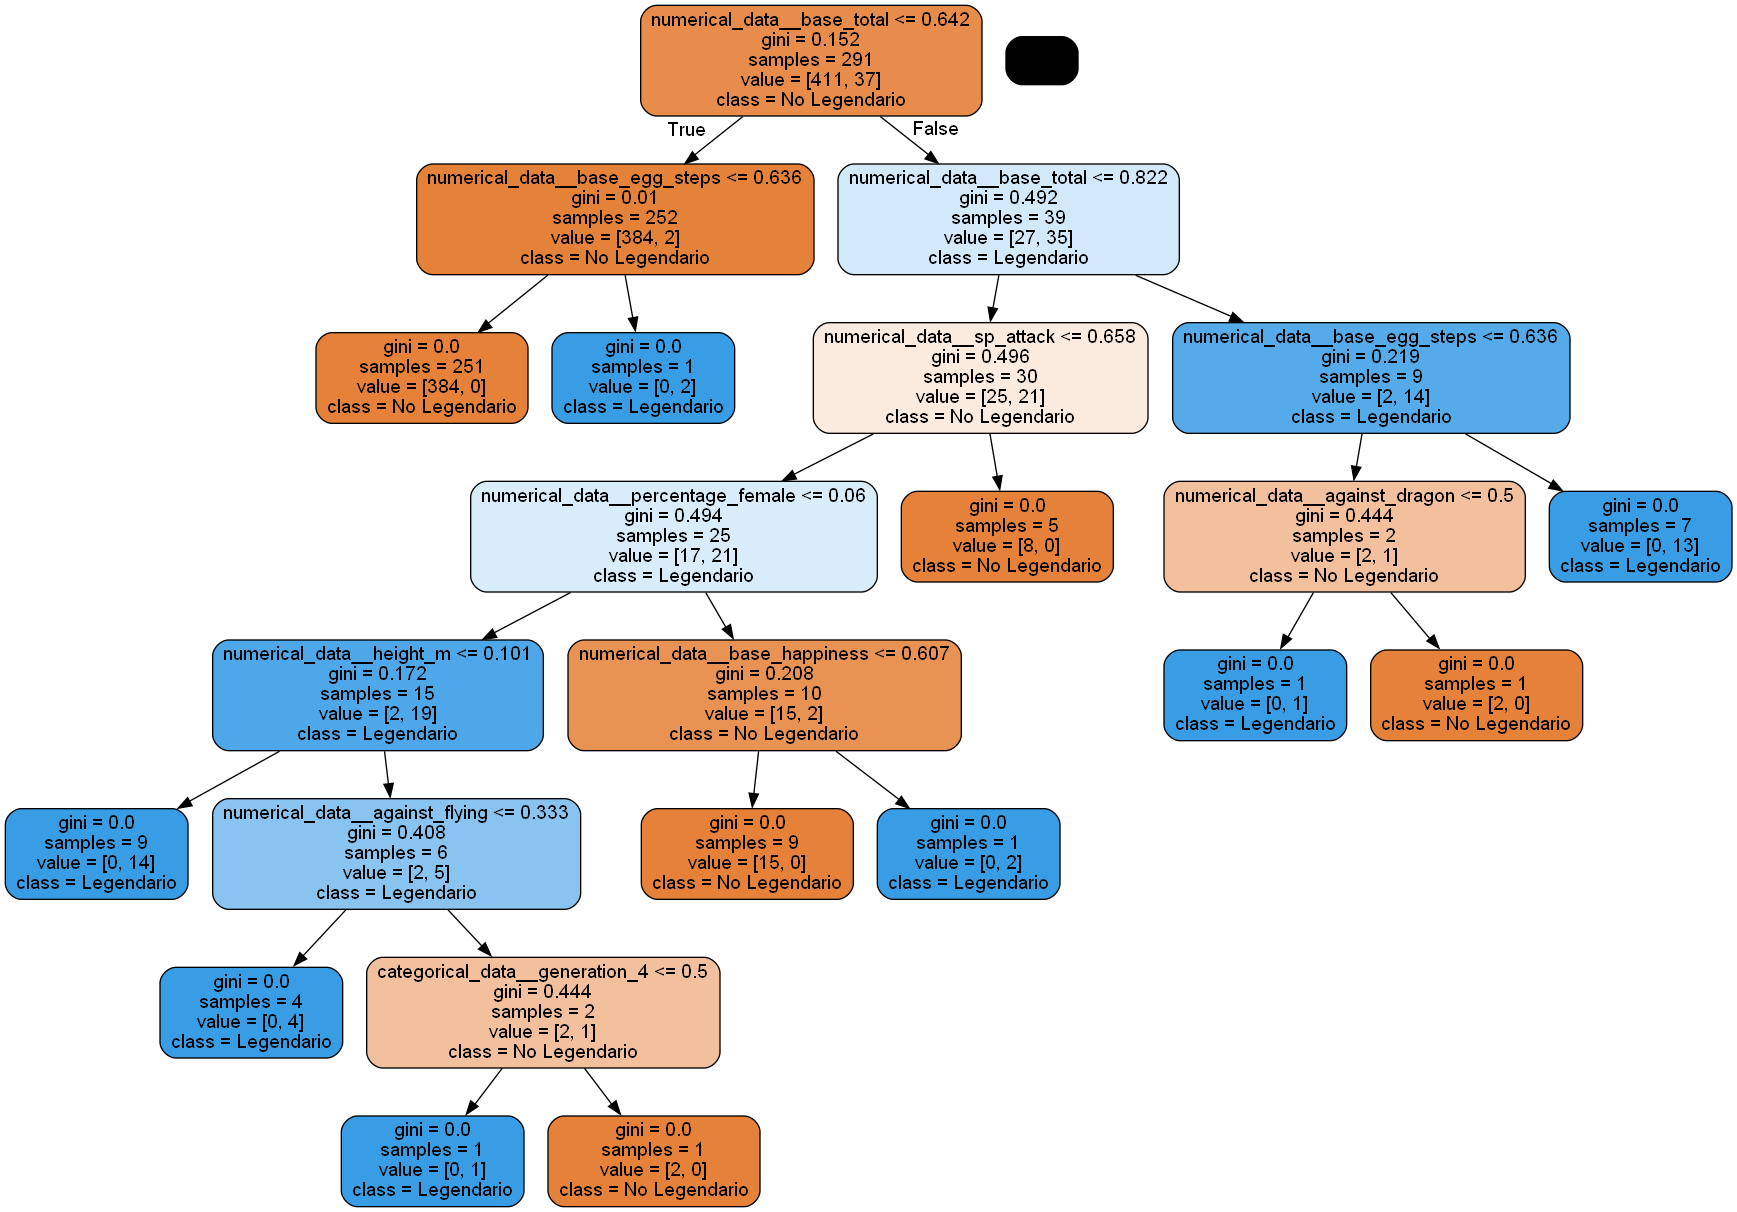 numerical_data__base_total <= 0.642
gini = 0.152
samples = 291
value = [411, 37]
class = No Legendario
True
False
numerical_data__base_egg_steps <= 0.636
gini = 0.01
samples = 252
value = [384, 2]
class = No Legendario
numerical_data__base_total <= 0.822
gini = 0.492
samples = 39
value = [27, 35]
class = Legendario
gini = 0.0
samples = 251
value = [384, 0]
class = No Legendario
gini = 0.0
samples = 1
value = [0, 2]
class = Legendario
numerical_data__sp_attack <= 0.658
gini = 0.496
samples = 30
value = [25, 21]
class = No Legendario
numerical_data__base_egg_steps <= 0.636
gini = 0.219
samples = 9
value = [2, 14]
class = Legendario
numerical_data__percentage_female <= 0.06
gini = 0.494
samples = 25
value = [17, 21]
class = Legendario
gini = 0.0
samples = 5
value = [8, 0]
class = No Legendario
numerical_data__against_dragon <= 0.5
gini = 0.444
samples = 2
value = [2, 1]
class = No Legendario
gini = 0.0
samples = 7
value = [0, 13]
class = Legendario
numerical_data__height_m <= 0.101
gini = 0.172
samples = 15
value = [2, 19]
class = Legendario
numerical_data__base_happiness <= 0.607
gini = 0.208
samples = 10
value = [15, 2]
class = No Legendario
gini = 0.0
samples = 1
value = [0, 1]
class = Legendario
gini = 0.0
samples = 1
value = [2, 0]
class = No Legendario
gini = 0.0
samples = 9
value = [0, 14]
class = Legendario
numerical_data__against_flying <= 0.333
gini = 0.408
samples = 6
value = [2, 5]
class = Legendario
gini = 0.0
samples = 9
value = [15, 0]
class = No Legendario
gini = 0.0
samples = 1
value = [0, 2]
class = Legendario
gini = 0.0
samples = 4
value = [0, 4]
class = Legendario
categorical_data__generation_4 <= 0.5
gini = 0.444
samples = 2
value = [2, 1]
class = No Legendario
gini = 0.0
samples = 1
value = [0, 1]
class = Legendario
gini = 0.0
samples = 1
value = [2, 0]
class = No Legendario